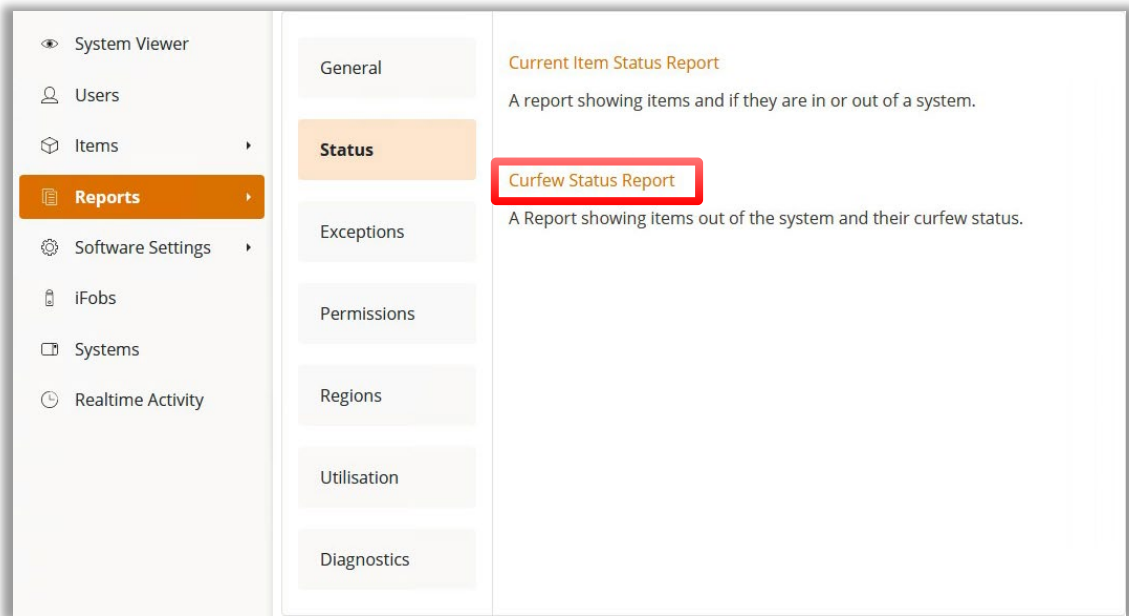 System Viewer
Users
Items
Reports
Software Settings
iFobs
Systems
Realtime Activity
General
Status
Exceptions
Permissions
Regions
Utilisation
Diagnostics
Current Item Status Report
A report showing items and if they are in or out of a system.
Curfew Status Report
A Report showing items out of the system and their curfew status.